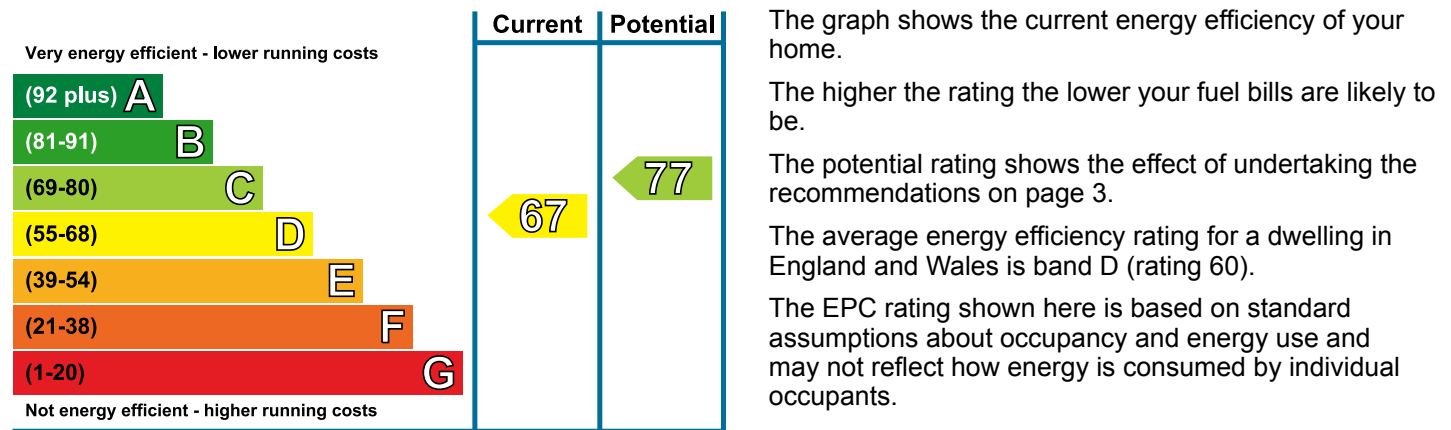 Current Potential
Very energy efficient - lower running costs
(92 plus) A
(81-91) B
(69-80) C
(55-68) D
(39-54) E
(21-38) F
(1-20) G
Not energy efficient - higher running costs
67
77
The graph shows the current energy efficiency of your
home.
The higher the rating the lower your fuel bills are likely to
be.
The potential rating shows the effect of undertaking the
recommendations on page 3.
The average energy efficiency rating for a dwelling in
England and Wales is band D (rating 60).
The EPC rating shown here is based on standard
assumptions about occupancy and energy use and
may not reflect how energy is consumed by individual
occupants.